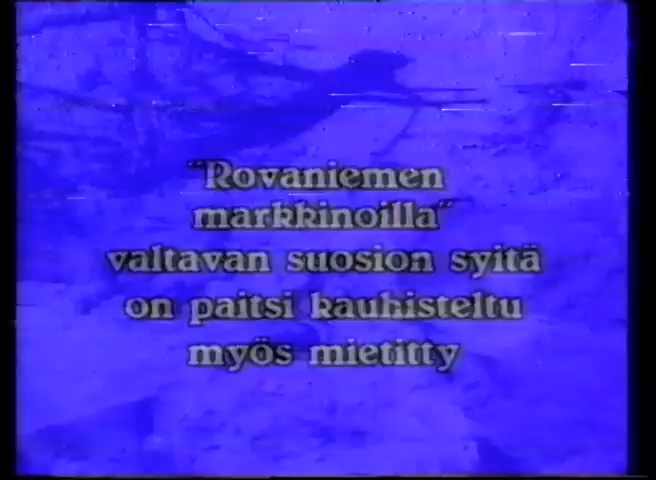 "Rovaniemen
markkinoilla"
valtavan suosion syitä
on paitsi kauhisteltu
myös mietitty